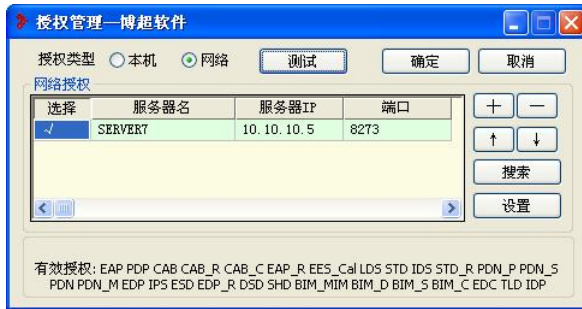 授权管理—博超软件
授权类型 本机 网络 测试 确定 取消
网络授权
选择 服务器名 服务器IP 端口
√ SERVER7 10.10.10.5 8273
+ -
↑ ↓
搜索
设置
有效授权: EAP PDP CAB CAB_R CAB_C EAP_R EES_Cal LDS STD IDS STD_R PDN_P PDN_S
PDN PDN_M EDP IPS ESD EDP_R DSD SHD BIM_MIM BIM_D BIM_S BIM_C EDC TLD IDP